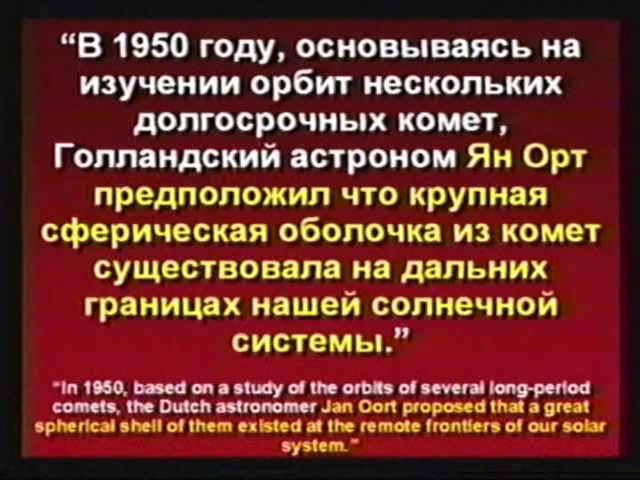 “В 1950 году, основываясь на
изучении орбит нескольких
долгосрочных комет,
Голландский астроном Ян Орт
предположил что крупная
сферическая оболочка из комет
существовала на дальних
границах нашей солнечной
системы.”
“In 1950, based on a study of the orbits of several long-period
comets, the Dutch astronomer Jan Oort proposed that a great
spherical shell of them existed at the remote frontiers of our solar
system.”